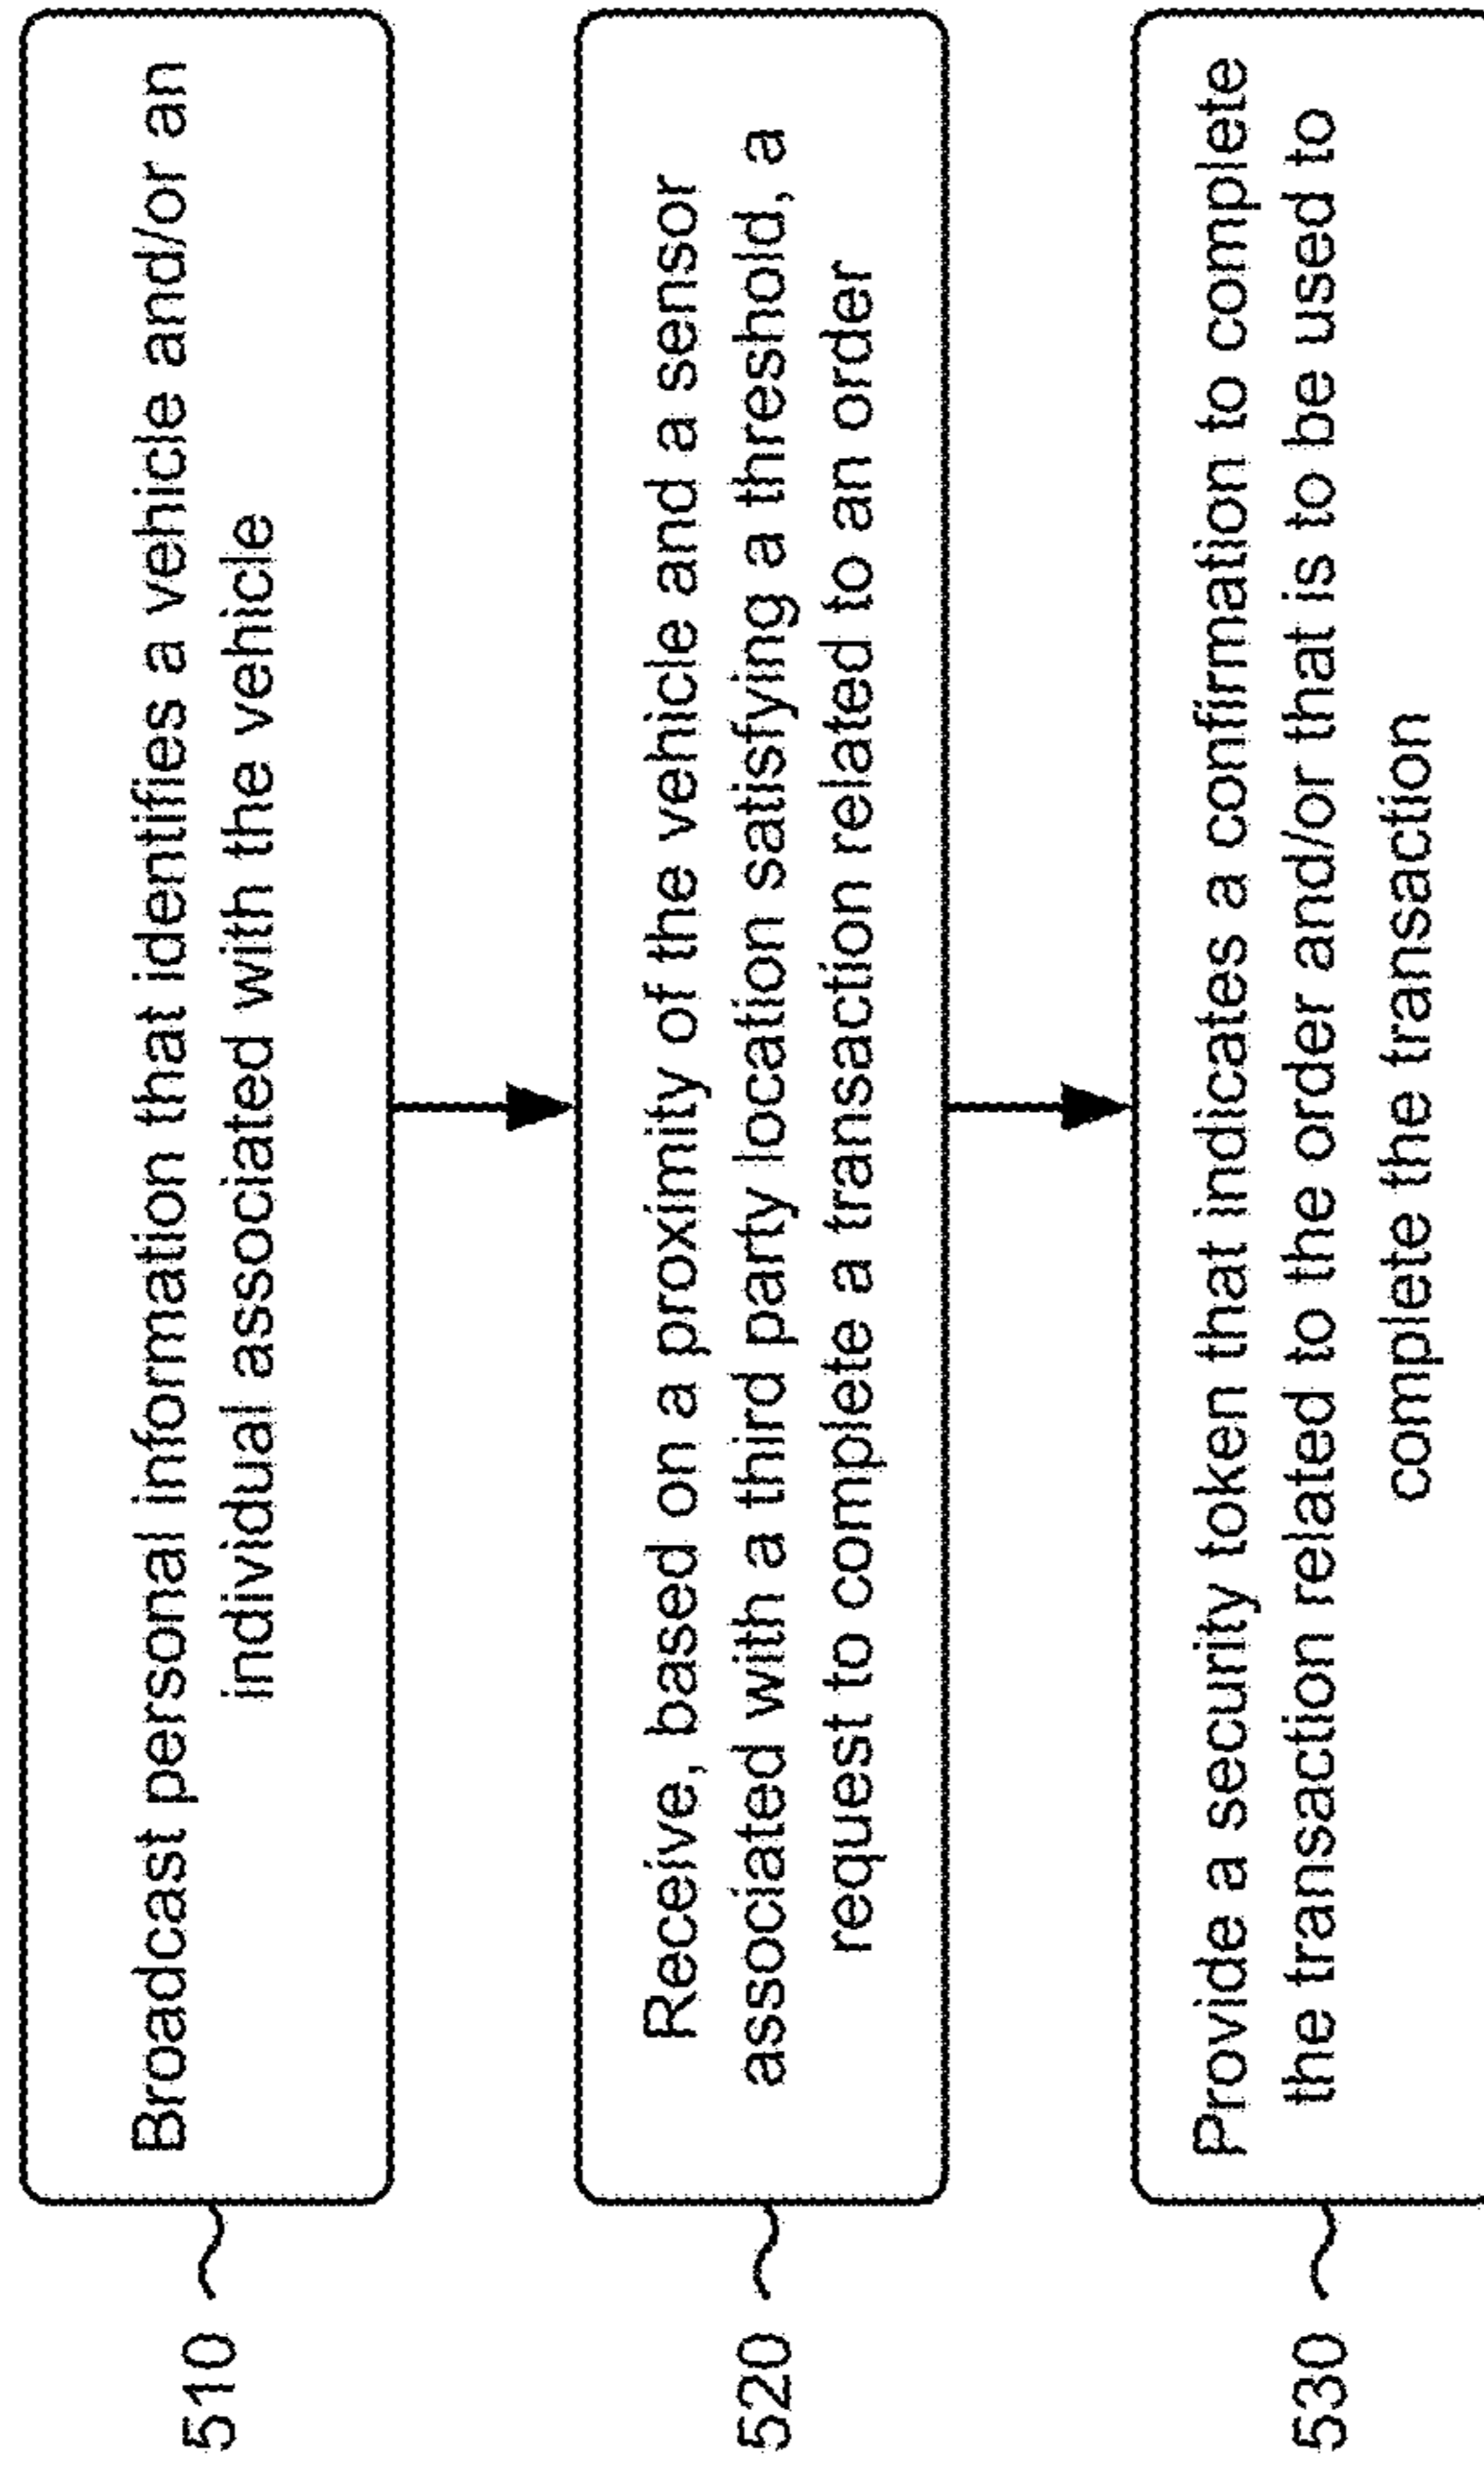 510
Broadcast personal information that identifies a vehicle and/or an
individual associated with the vehicle
520
Receive, based on a proximity of the vehicle and a sensor
associated with a third party location satisfying a threshold, a
request to complete a transaction related to an order
530
Provide a security token that indicates a confirmation to complete
the transaction related to the order and/or that is to be used to
complete the transaction